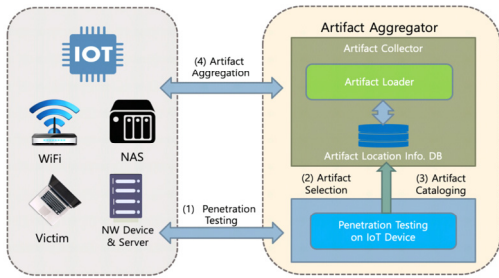 IOT
WiFi
NAS
Victim
NW Device
& Server
(4) Artifact
Aggregation
(1) Penetration
Testing
Artifact Aggregator
Artifact Collector
Artifact Loader
Artifact Location Info. DB
(2) Artifact
Selection
(3) Artifact
Cataloging
Penetration Testing
on IoT Device